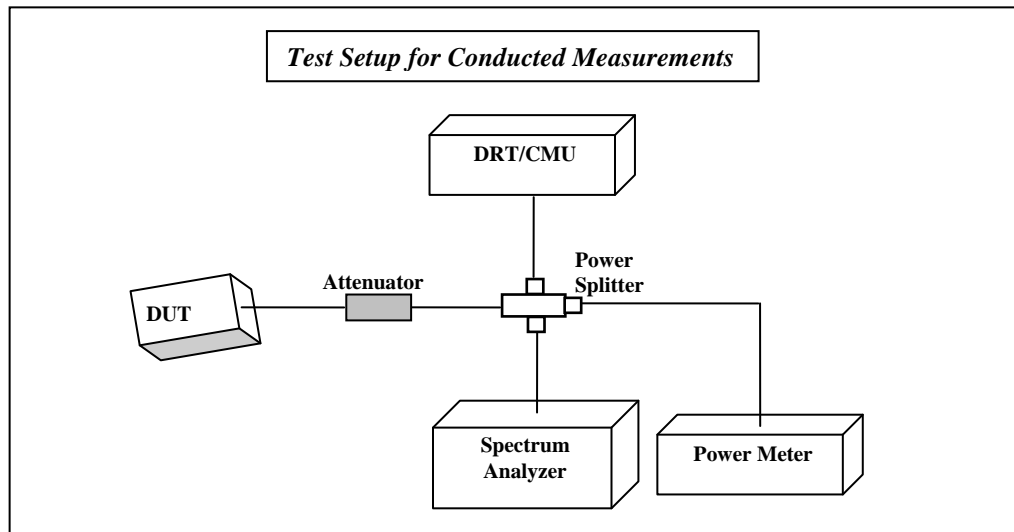 Test Setup for Conducted Measurements
DRT/CMU
Power
Splitter
Attenuator
DUT
Spectrum
Analyzer
Power Meter